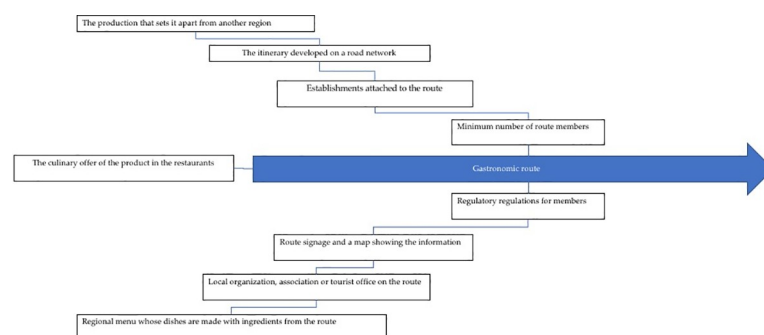 The production that sets it apart from another region
The itinerary developed on a road network
Establishments attached to the route
Minimum number of route members
The culinary offer of the product in the restaurants
Gastronomic route
Regulatory regulations for members
Route signage and a map showing the information
Local organization, association or tourist office on the route
Regional menu whose dishes are made with ingredients from the route